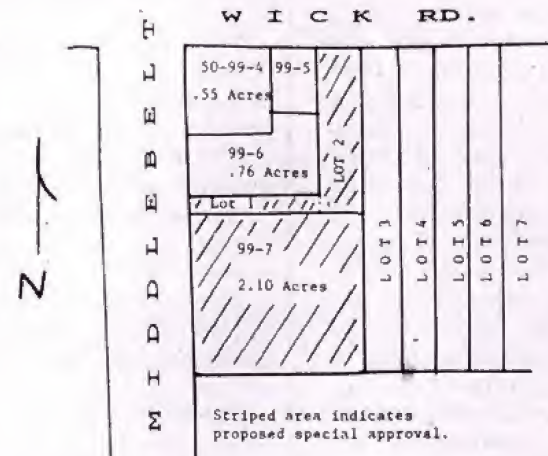 WICK RD.
MIDDLEBELT
N
50-99-4
.55 Acres
99-5
99-6
.76 Acres
Lot 1
LOT 2
99-7
2.10 Acres
LOT 3
LOT 4
LOT 5
LOT 6
LOT 7
Striped area indicates
proposed special approval.